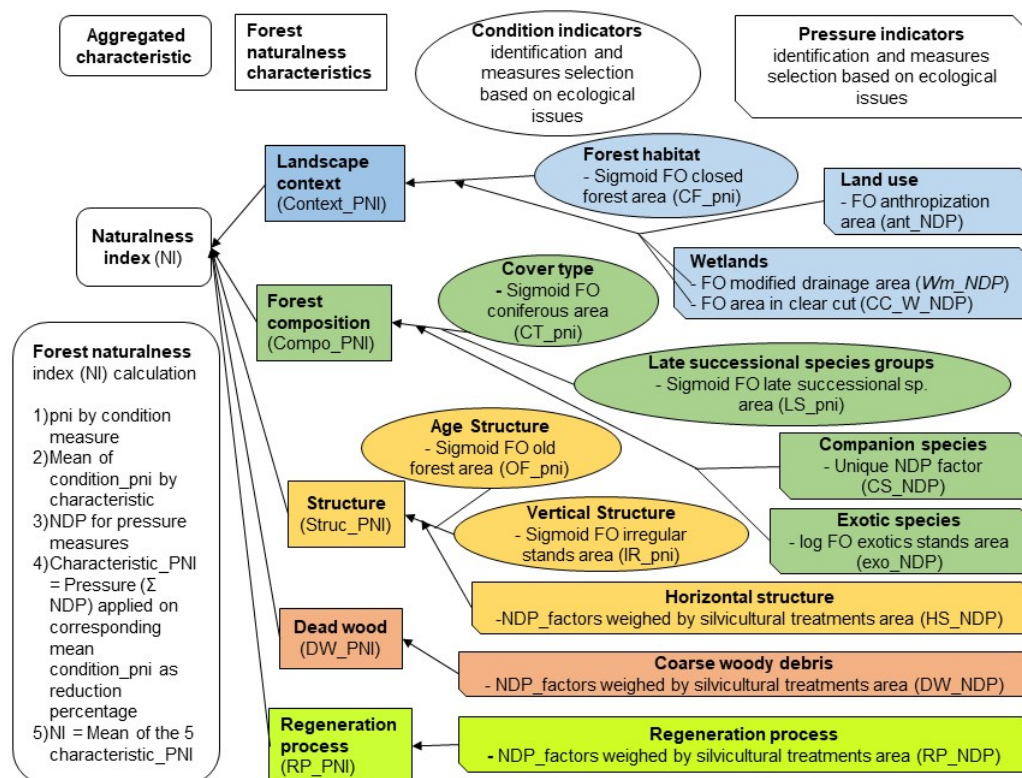 Aggregated
characteristic
Forest
naturalness
characteristics
Condition indicators
identification and
measures selection
based on ecological
issues
Pressure indicators
identification and measures
selection based on ecological
issues
Landscape
context
(Context_PNI)
Forest habitat
- Sigmoid FO closed
forest area (CF_pni)
Land use
- FO anthropization
area (ant_NDP)
Naturalness
index (NI)
Wetlands
- FO modified drainage area (Wm_NDP)
- FO area in clear cut (CC_W_NDP)
Cover type
- Sigmoid FO
coniferous area
(CT_pni)
Forest
composition
(Compo_PNI)
Late successional species groups
- Sigmoid FO late successional sp.
area (LS_pni)
Forest naturalness
index (NI) calculation
1)pni by condition
measure
2)Mean of
condition_pni by
characteristic
3)NDP for pressure
measures
4)Characteristic_PNI
= Pressure (Σ
NDP) applied on
corresponding
mean
condition_pni as
reduction
percentage
5)NI = Mean of the 5
characteristic_PNI
Age Structure
- Sigmoid FO old
forest area (OF_pni)
Companion species
- Unique NDP factor
(CS_NDP)
Structure
(Struc_PNI)
Vertical Structure
- Sigmoid FO irregular
stands area (IR_pni)
Exotic species
- log FO exotics stands area
(exo_NDP)
Horizontal structure
-NDP_factors weighed by silvicultural treatments area (HS_NDP)
Dead wood
(DW_PNI)
Coarse woody debris
- NDP_factors weighed by silvicultural treatments area (DW_NDP)
Regeneration
process
(RP_PNI)
Regeneration process
- NDP_factors weighed by silvicultural treatments area (RP_NDP)